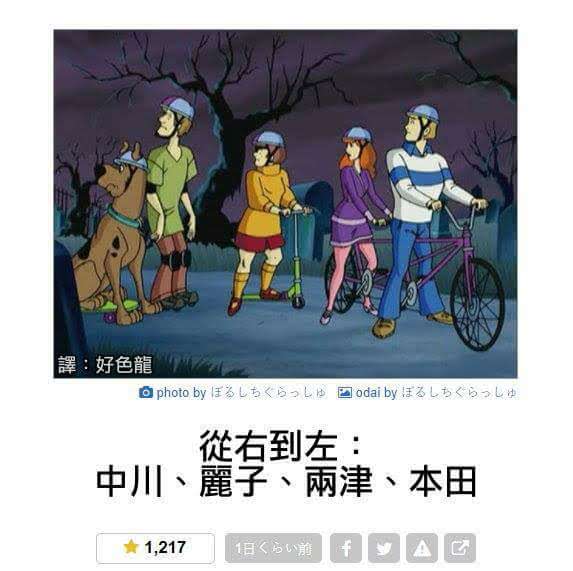 譯：好色龍
photo by ぼるしちぐらっしゅ odai by ぼるしちぐらっしゅ
從右到左：
中川、麗子、兩津、本田
1,217 1日くらい前